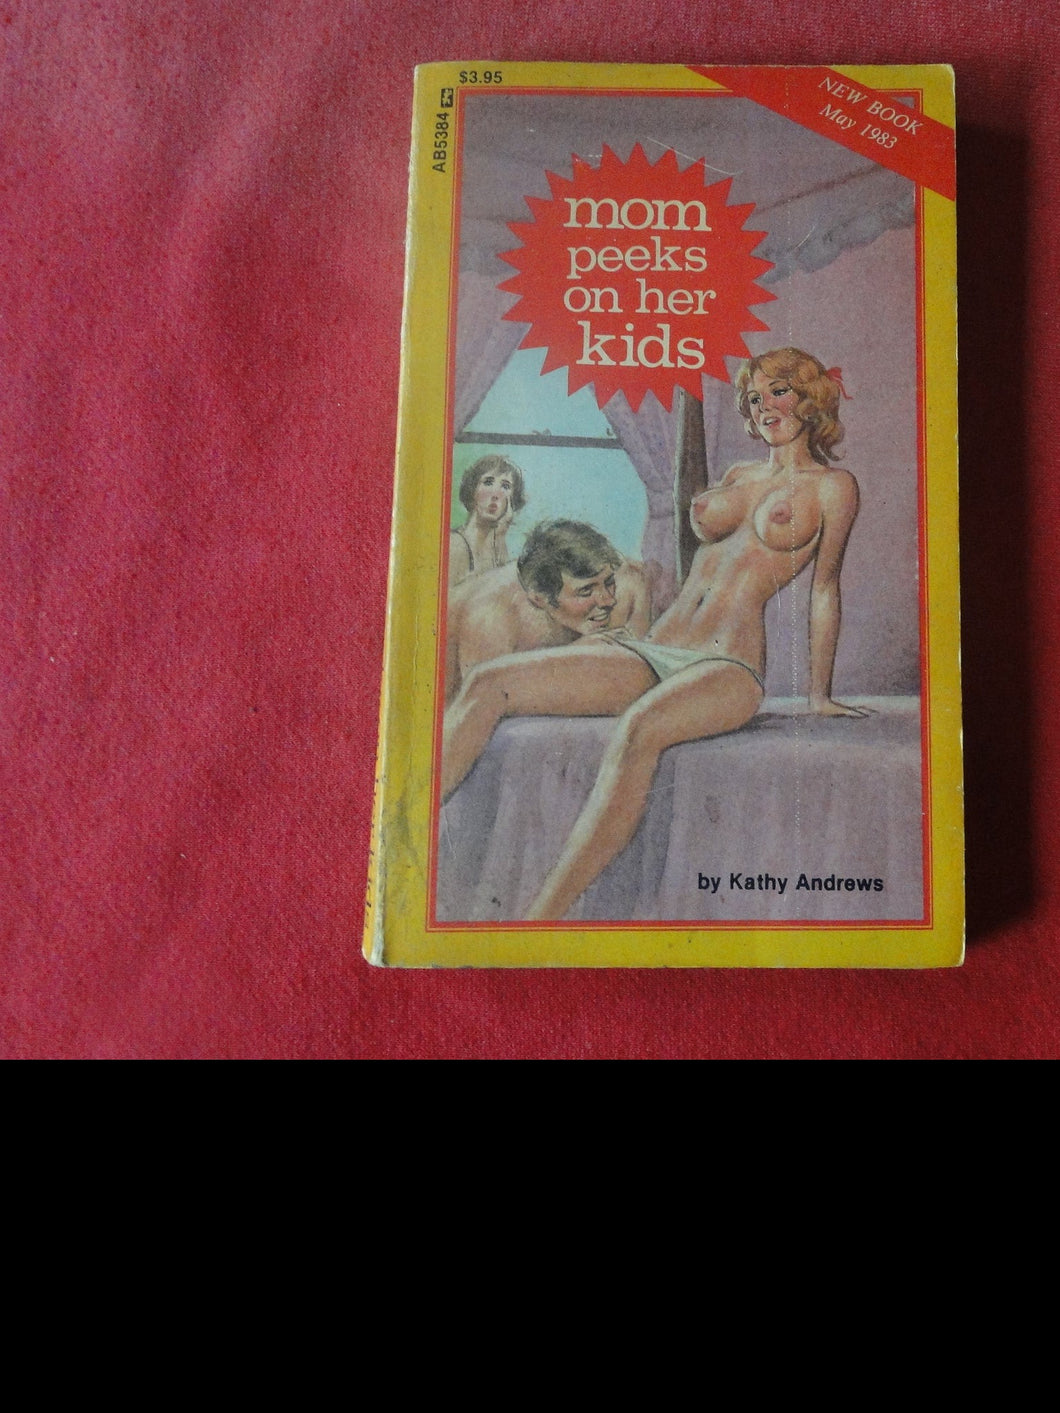 $3.95
AB5384
NEW BOOK
May 1983
mom
peeks
on her
kids
by Kathy Andrews